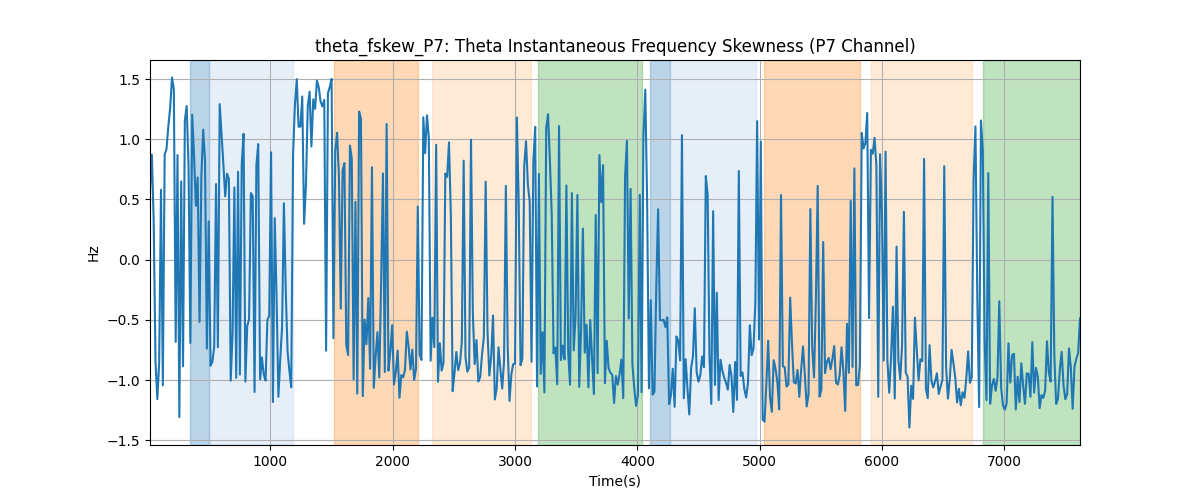 theta_fskew_P7: Theta Instantaneous Frequency Skewness (P7 Channel)
1.5
1.0
0.5
0.0
−0.5
−1.0
−1.5
Hz
1000 2000 3000 4000 5000 6000 7000
Time(s)